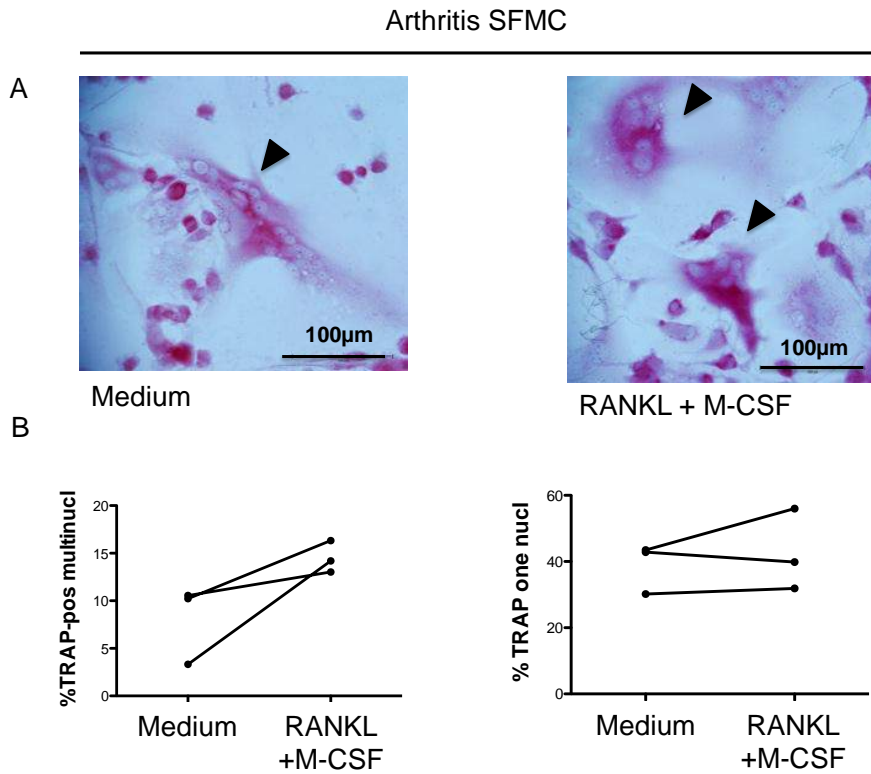 Arthritis SFMC
A
100µm
100µm
Medium
RANKL + M-CSF
B
%TRAP-pos multinucl
20
15
10
5
0
Medium
RANKL
+M-CSF
% TRAP one nucl
60
40
20
0
Medium
RANKL
+M-CSF